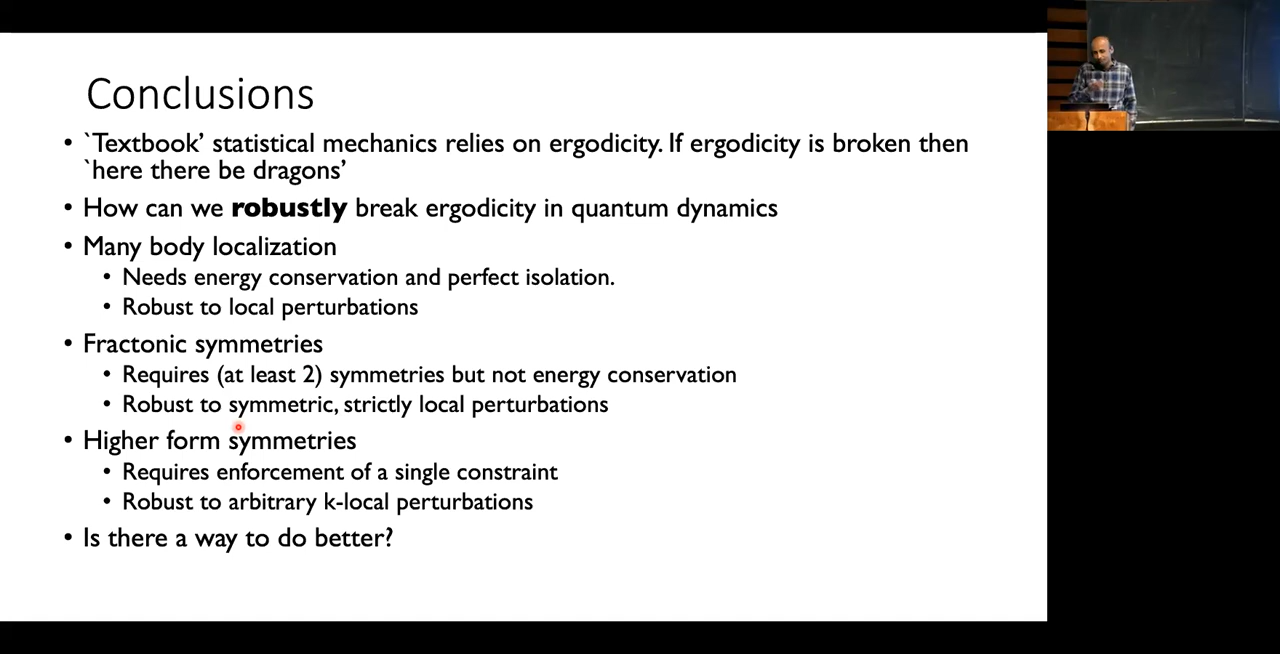 Conclusions
• `Textbook’ statistical mechanics relies on ergodicity. If ergodicity is broken then
`here there be dragons’
• How can we robustly break ergodicity in quantum dynamics
• Many body localization
• Needs energy conservation and perfect isolation.
• Robust to local perturbations
• Fractonic symmetries
• Requires (at least 2) symmetries but not energy conservation
• Robust to symmetric, strictly local perturbations
• Higher form symmetries
• Requires enforcement of a single constraint
• Robust to arbitrary k-local perturbations
• Is there a way to do better?